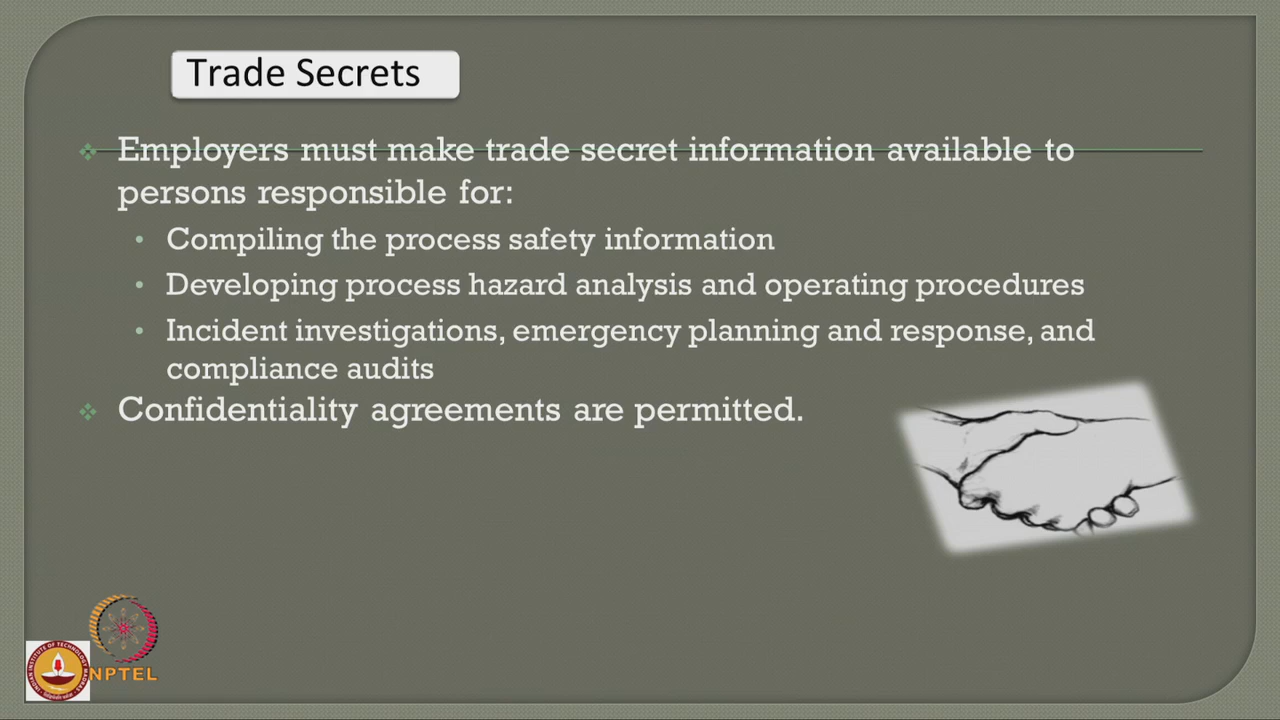 Trade Secrets
Employers must make trade secret information available to
persons responsible for:
Compiling the process safety information
Developing process hazard analysis and operating procedures
Incident investigations, emergency planning and response, and
compliance audits
Confidentiality agreements are permitted.
NPTEL